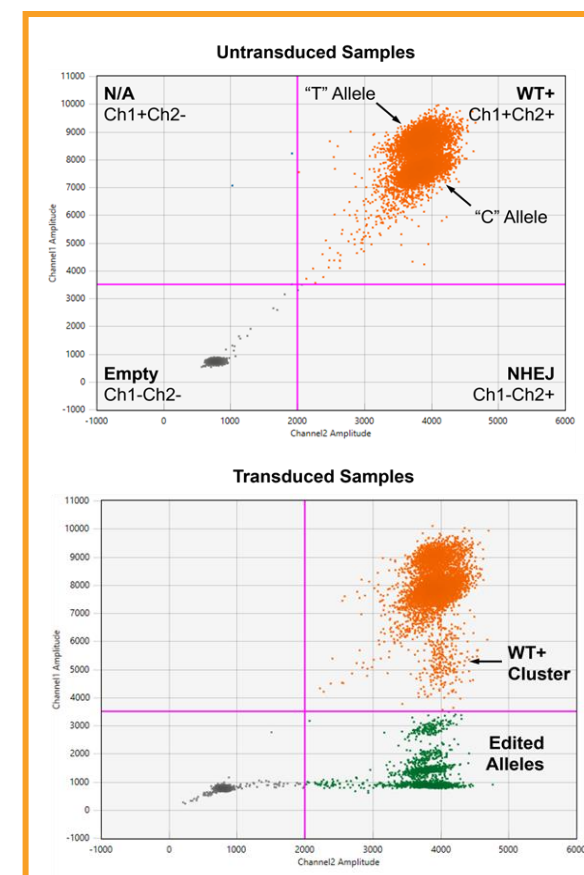 Untransduced Samples
11000
10000
9000
8000
7000
6000
5000
4000
3000
2000
1000
0
-1000
Channel1 Amplitude
N/A
Ch1+Ch2-
"T" Allele
WT+
Ch1+Ch2+
"C" Allele
Empty
Ch1-Ch2-
NHEJ
Ch1-Ch2+
-1000 0 1000 2000 3000 4000 5000 6000
Channel2 Amplitude
Transduced Samples
11000
10000
9000
8000
7000
6000
5000
4000
3000
2000
1000
0
-1000
Channel1 Amplitude
WT+
Cluster
Edited
Alleles
-1000 0 1000 2000 3000 4000 5000 6000
Channel2 Amplitude